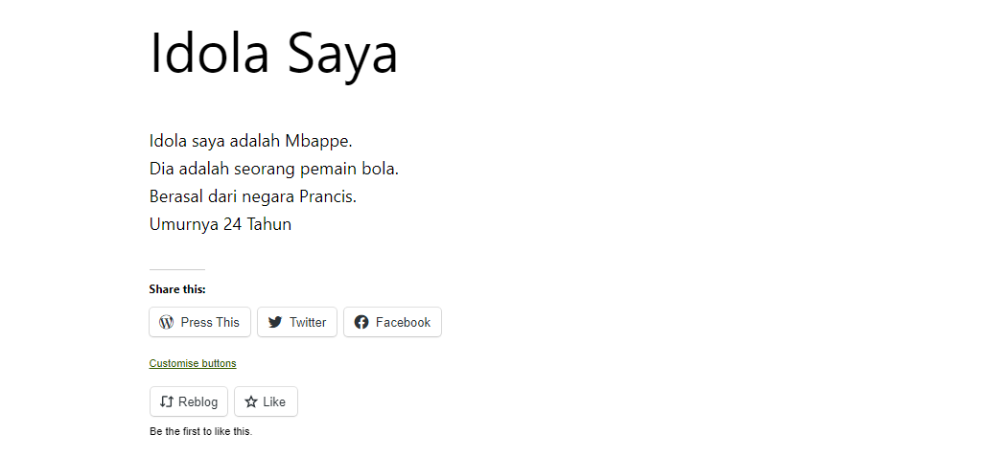 Idola Saya
Idola saya adalah Mbappe.
Dia adalah seorang pemain bola.
Berasal dari negara Prancis.
Umurnya 24 Tahun
Share this:
Press This Twitter Facebook
Customise buttons
Reblog Like
Be the first to like this.